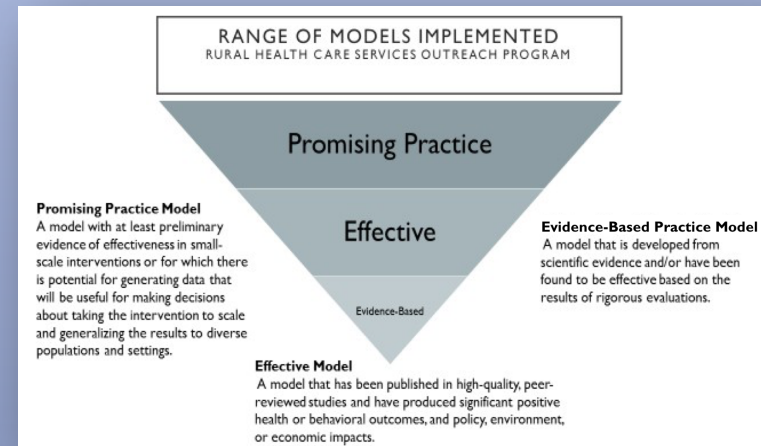 RANGE OF MODELS IMPLEMENTED
RURAL HEALTH CARE SERVICES OUTREACH PROGRAM
Promising Practice
Effective
Evidence-Based
Promising Practice Model
A model with at least preliminary
evidence of effectiveness in small-
scale interventions or for which there
is potential for generating data that
will be useful for making decisions
about taking the intervention to scale
and generalizing the results to diverse
populations and settings.
Evidence-Based Practice Model
A model that is developed from
scientific evidence and/or have been
found to be effective based on the
results of rigorous evaluations.
Effective Model
A model that has been published in high-quality, peer-
reviewed studies and have produced significant positive
health or behavioral outcomes, and policy, environment,
or economic impacts.